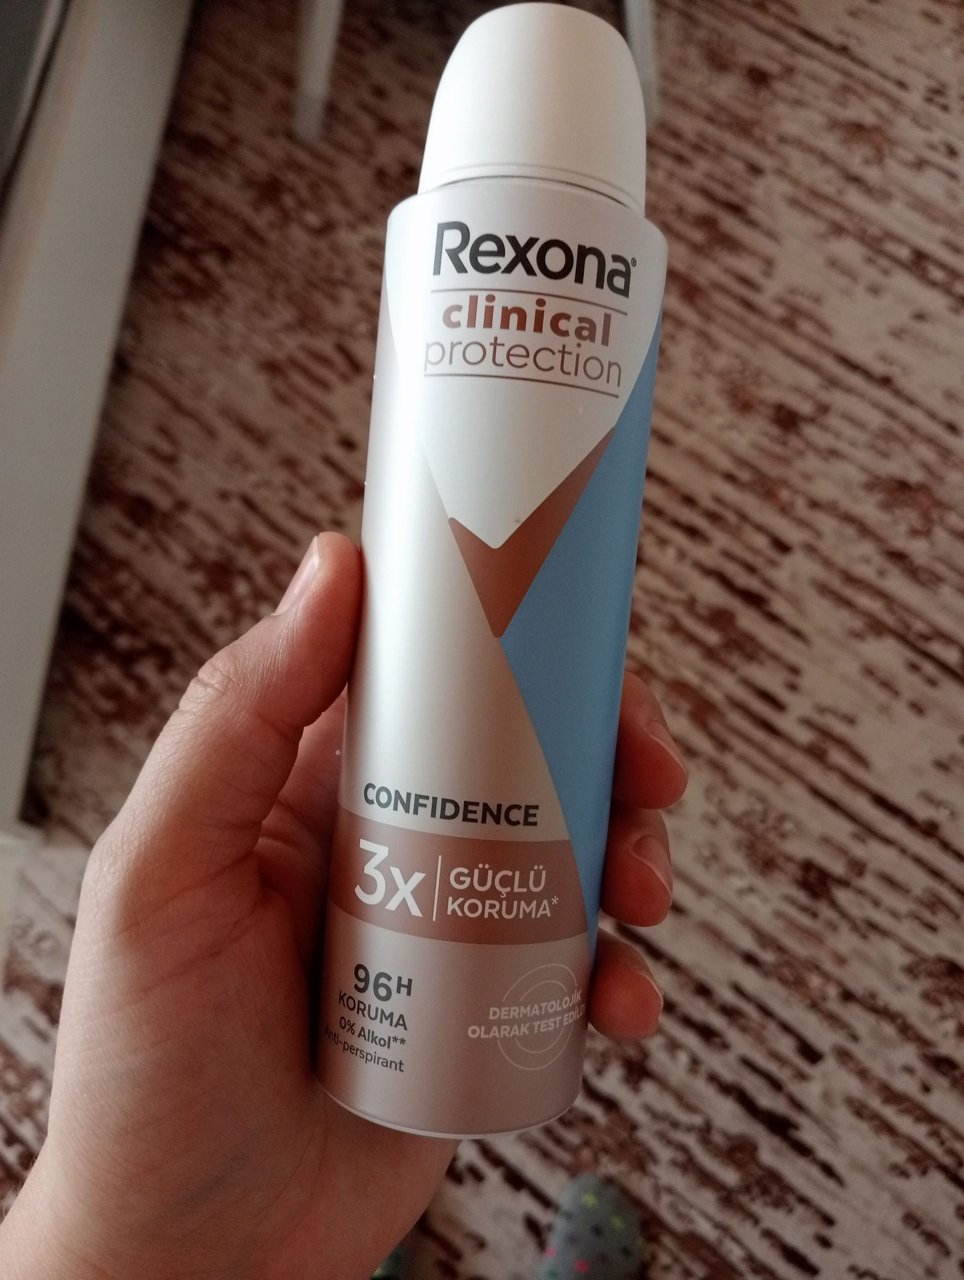 Rexona®
clinical
protection
CONFIDENCE
3x
GÜÇLÜ
KORUMA*
96H
KORUMA
0% Alkol**
Anti-perspirant
DERMATOLOJİK
OLARAK TEST